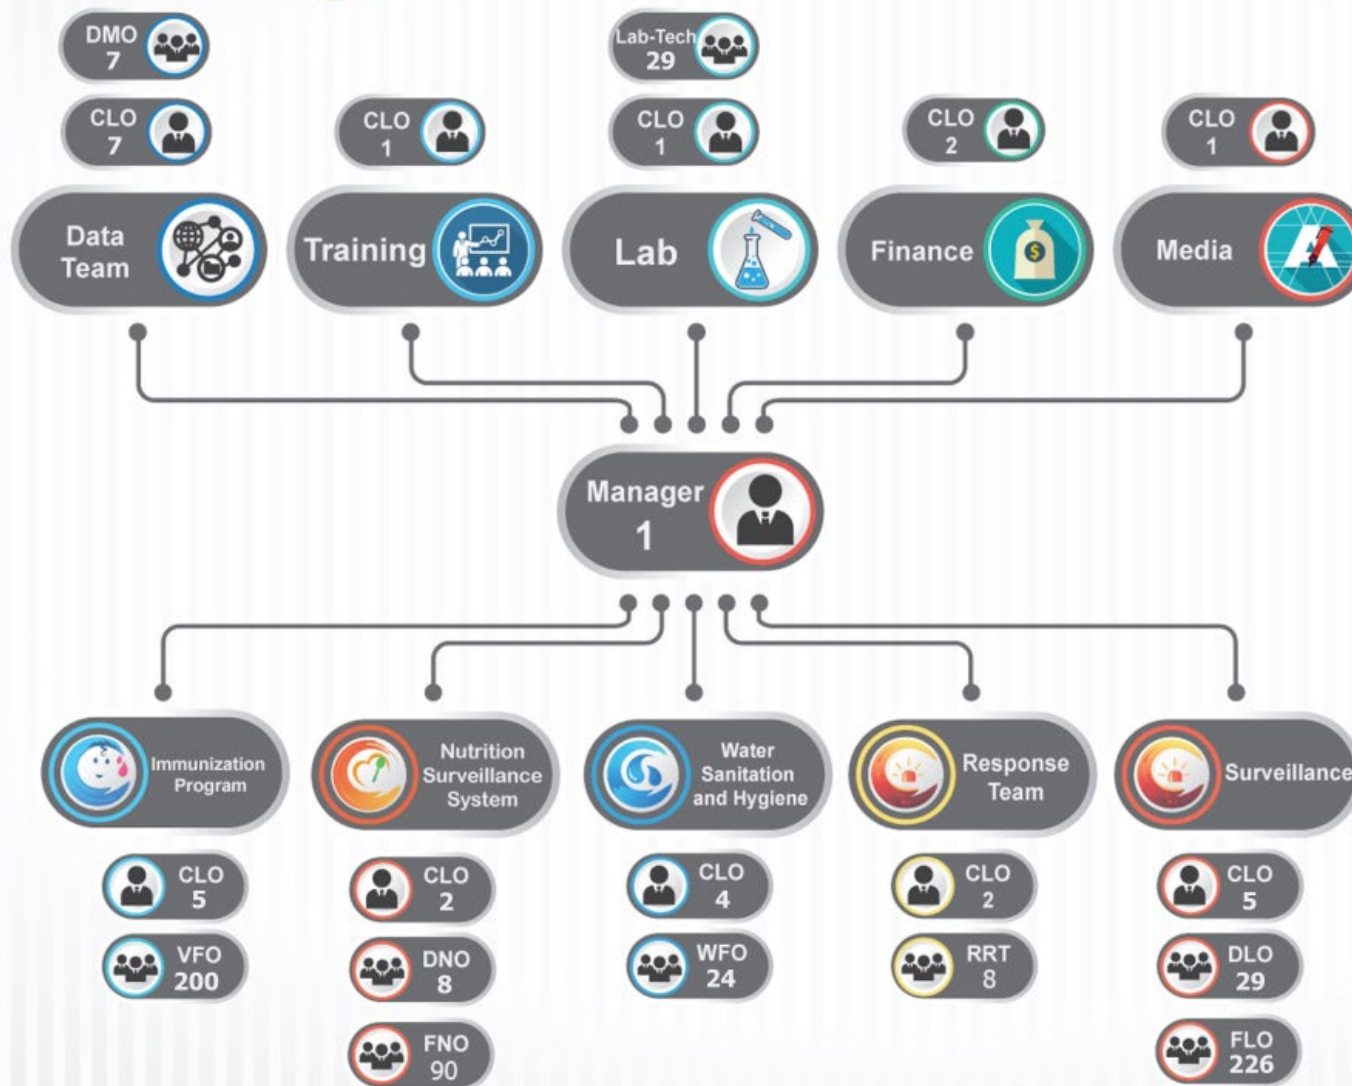 DMO
7
CLO
7
Data
Team
CLO
1
Training
Lab-Tech
29
CLO
1
Lab
CLO
2
Finance
$
CLO
1
Media
Manager
1
Immunization
Program
CLO
5
VFO
200
Nutrition
Surveillance
System
CLO
2
DNO
8
FNO
90
Water
Sanitation
and Hygiene
CLO
4
WFO
24
Response
Team
CLO
2
RRT
8
Surveillance
CLO
5
DLO
29
FLO
226